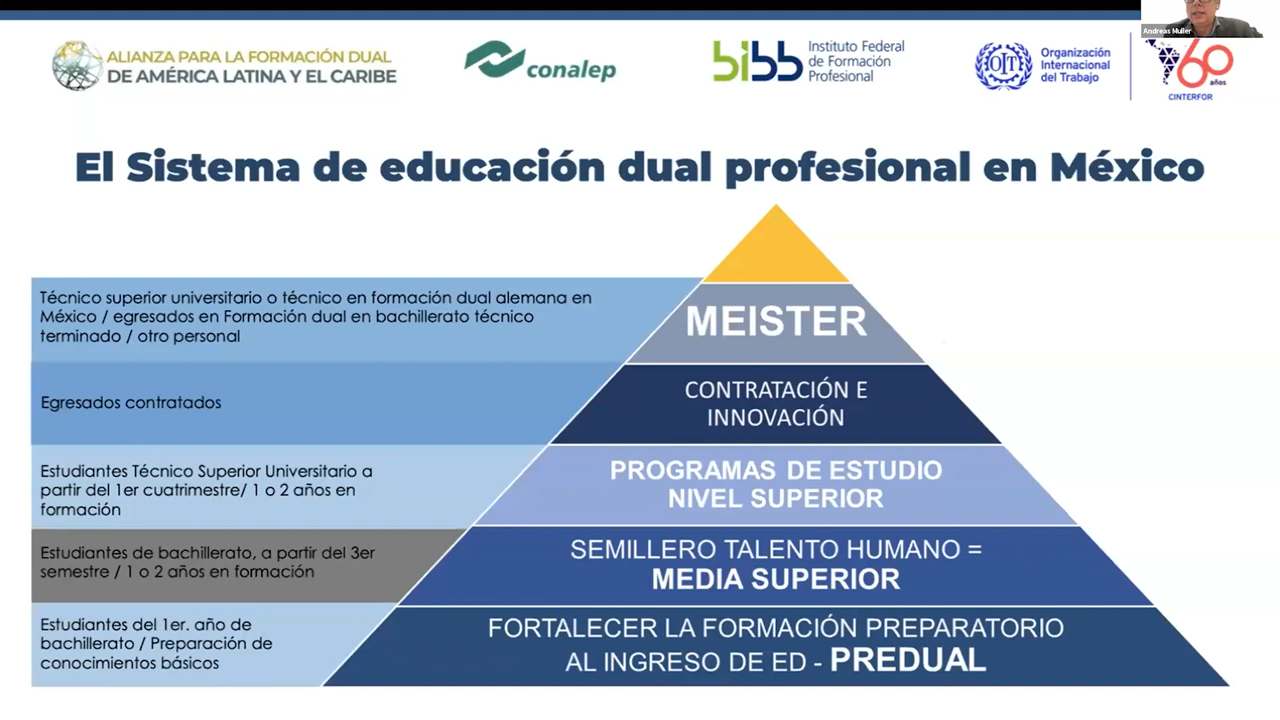 Andreas Muller
ALIANZA PARA LA FORMACIÓN DUAL
DE AMÉRICA LATINA Y EL CARIBE
conalep
bibb
Instituto Federal
de Formación
Profesional
OIT
Organización
Internacional
del Trabajo
60
años
CINTERFOR
El Sistema de educación dual profesional en México
Técnico superior universitario o técnico en formación dual alemana en
México / egresados en Formación dual en bachillerato técnico
terminado / otro personal
MEISTER
Egresados contratados
CONTRATACIÓN E
INNOVACIÓN
Estudiantes Técnico Superior Universitario a
partir del 1er cuatrimestre/ 1 o 2 años en
formación
PROGRAMAS DE ESTUDIO
NIVEL SUPERIOR
Estudiantes de bachillerato, a partir del 3er
semestre / 1 o 2 años en formación
SEMILLERO TALENTO HUMANO =
MEDIA SUPERIOR
Estudiantes del 1er. año de
bachillerato / Preparación de
conocimientos básicos
FORTALECER LA FORMACIÓN PREPARATORIO
AL INGRESO DE ED - PREDUAL